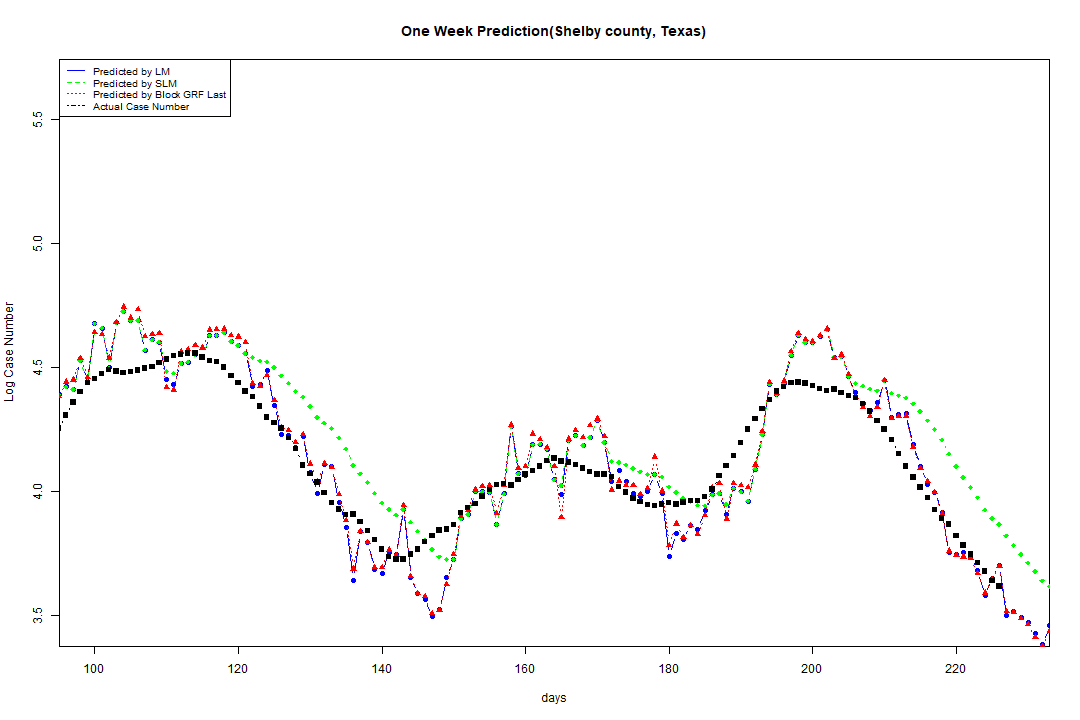 One Week Prediction(Shelby county, Texas)
Predicted by LM
Predicted by SLM
Predicted by Block GRF Last
Actual Case Number
Log Case Number
5.5
5.0
4.5
4.0
3.5
100 120 140 160 180 200 220
days